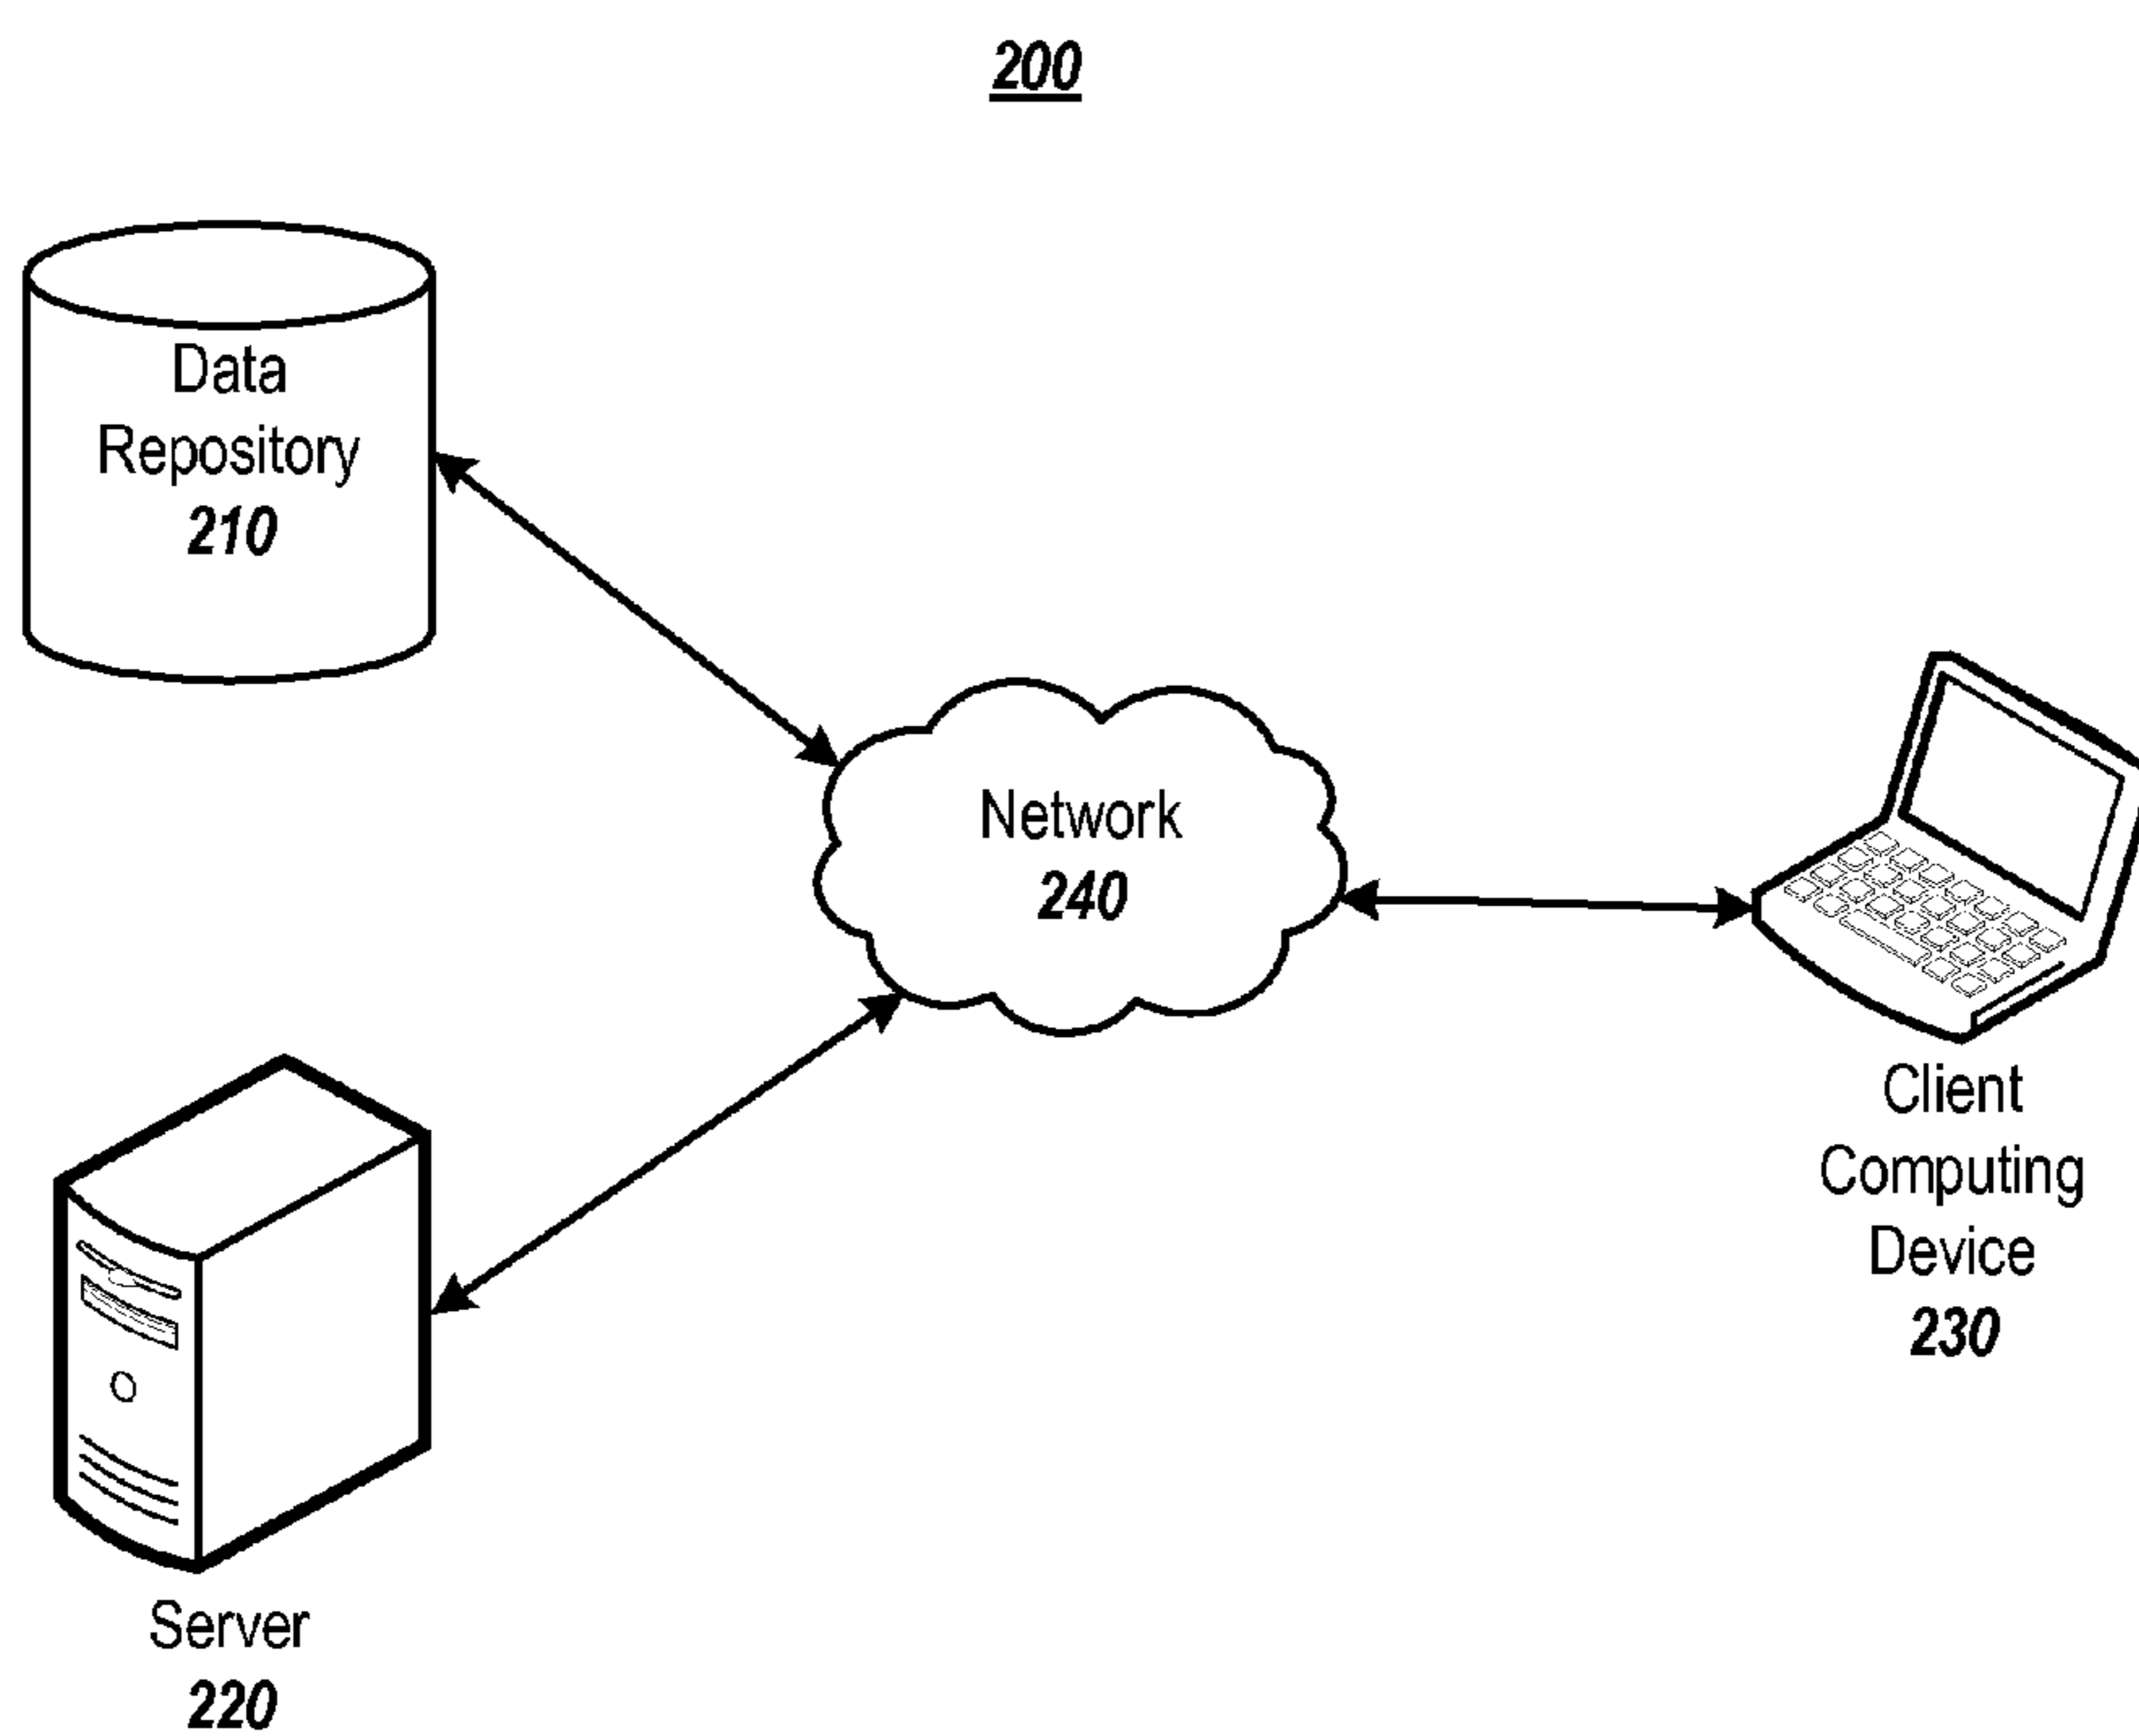 200
Data
Repository
210
Network
240
Client
Computing
Device
230
Server
220